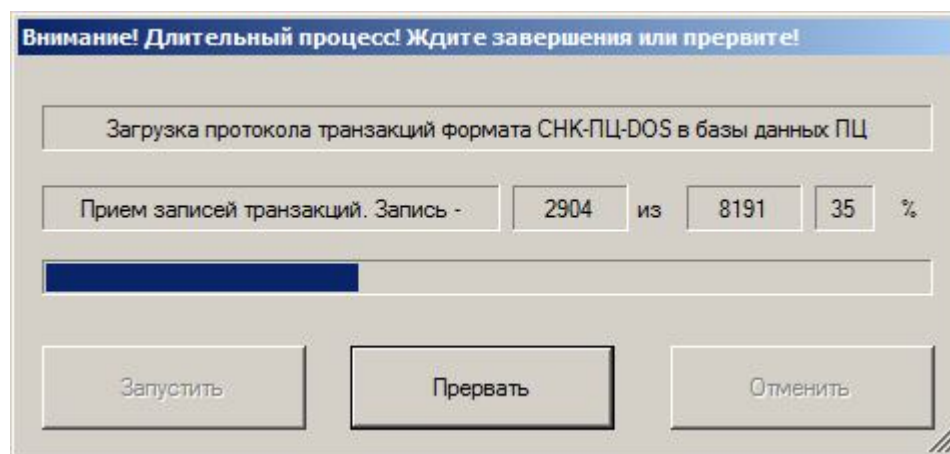 Внимание! Длительный процесс! Ждите завершения или прервите!
Загрузка протокола транзакций формата СНК-ПЦ-DOS в базы данных ПЦ
Прием записей транзакций. Запись - 2904 из 8191 35 %
Запустить Прервать Отменить